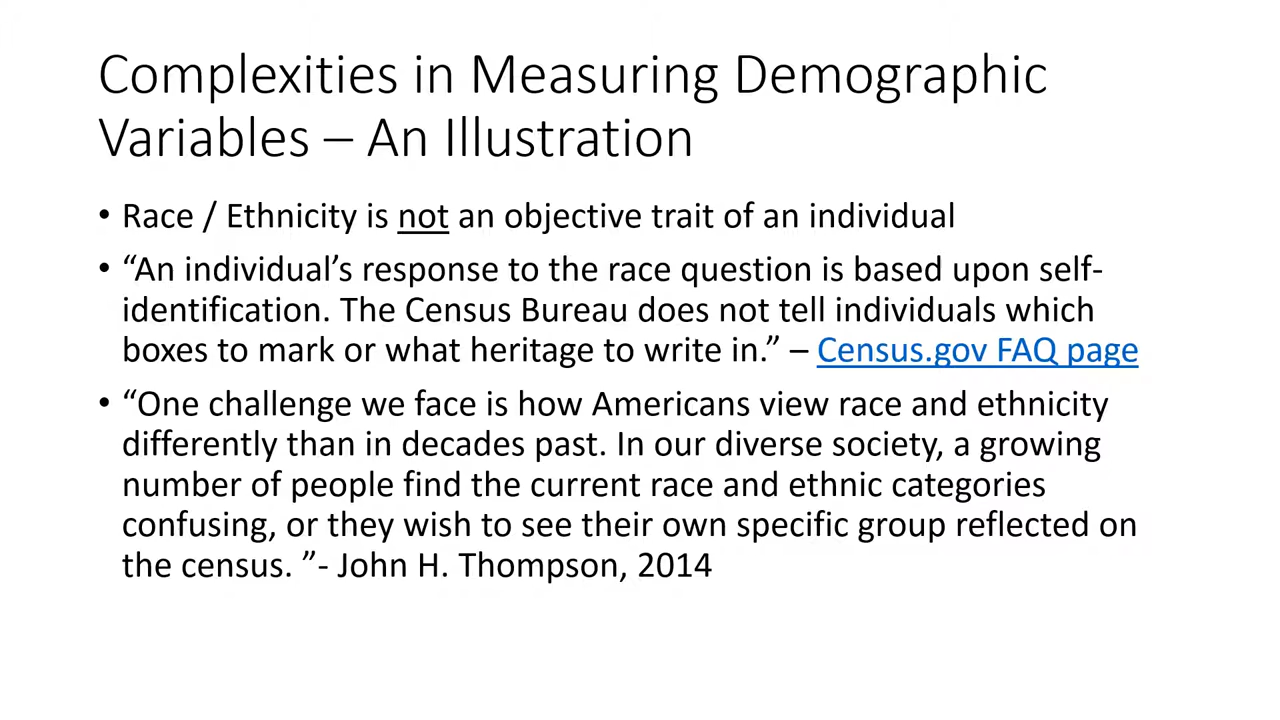 Complexities in Measuring Demographic
Variables – An Illustration
• Race / Ethnicity is not an objective trait of an individual
• “An individual’s response to the race question is based upon self-
identification. The Census Bureau does not tell individuals which
boxes to mark or what heritage to write in.” – Census.gov FAQ page
• “One challenge we face is how Americans view race and ethnicity
differently than in decades past. In our diverse society, a growing
number of people find the current race and ethnic categories
confusing, or they wish to see their own specific group reflected on
the census. ”- John H. Thompson, 2014